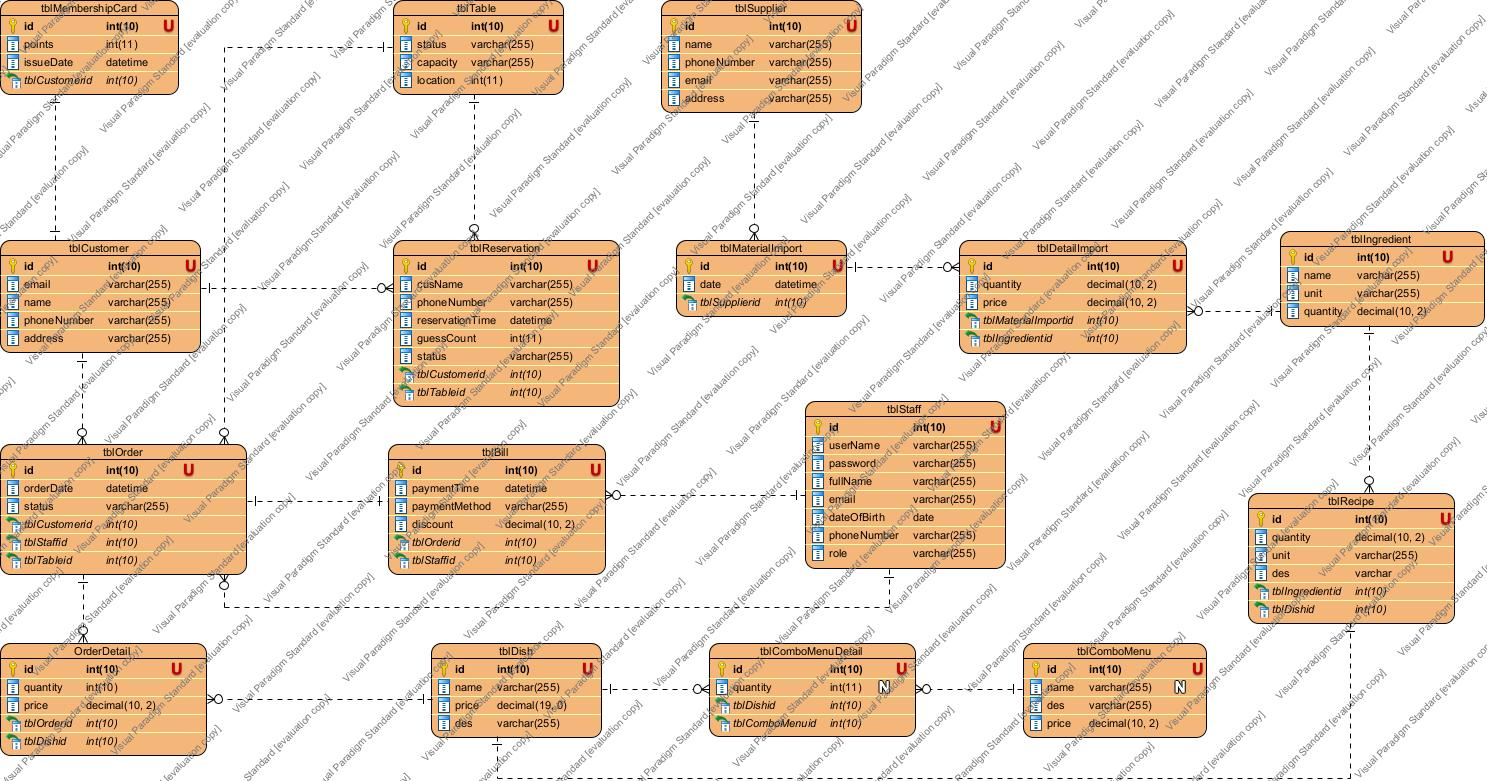 tblMembershipCard
id int(10) U
points int(11)
issueDate datetime
tblCustomerid int(10)
tblTable
id int(10) U
status varchar(255)
capacity varchar(255)
location int(11)
tblSupplier
id int(10) U
name varchar(255)
phoneNumber varchar(255)
email varchar(255)
address varchar(255)
tblCustomer
id int(10) U
email varchar(255)
name varchar(255)
phoneNumber varchar(255)
address varchar(255)
tblReservation
id int(10) U
cusName varchar(255)
phoneNumber varchar(255)
reservationTime datetime
guessCount int(11)
status varchar(255)
tblCustomerid int(10)
tblTableid int(10)
tblMaterialImport
id int(10) U
date datetime
tblSupplierid int(10)
tblDetailImport
id int(10) U
quantity decimal(10, 2)
price decimal(10, 2)
tblMaterialImportid int(10)
tblIngredientid int(10)
tblIngredient
id int(10) U
name varchar(255)
unit varchar(255)
quantity decimal(10, 2)
tblOrder
id int(10) U
orderDate datetime
status varchar(255)
tblCustomerid int(10)
tblStaffid int(10)
tblTableid int(10)
tblBill
id int(10) U
paymentTime datetime
paymentMethod varchar(255)
discount decimal(10, 2)
tblOrderid int(10)
tblStaffid int(10)
tblStaff
id int(10) U
userName varchar(255)
password varchar(255)
fullName varchar(255)
email varchar(255)
dateOfBirth date
phoneNumber varchar(255)
role varchar(255)
tblRecipe
id int(10) U
quantity decimal(10, 2)
unit varchar(255)
des varchar
tblIngredientid int(10)
tblDishid int(10)
OrderDetail
id int(10) U
quantity int(10)
price decimal(10, 2)
tblOrderid int(10)
tblDishid int(10)
tblDish
id int(10) U
name varchar(255)
price decimal(19, 0)
des varchar(255)
tblComboMenuDetail
id int(10) U
quantity int(11) N
tblDishid int(10)
tblComboMenuid int(10)
tblComboMenu
id int(10) U
name varchar(255) N
des varchar(255)
price decimal(10, 2)
Visual Paradigm Standard [evaluation copy]